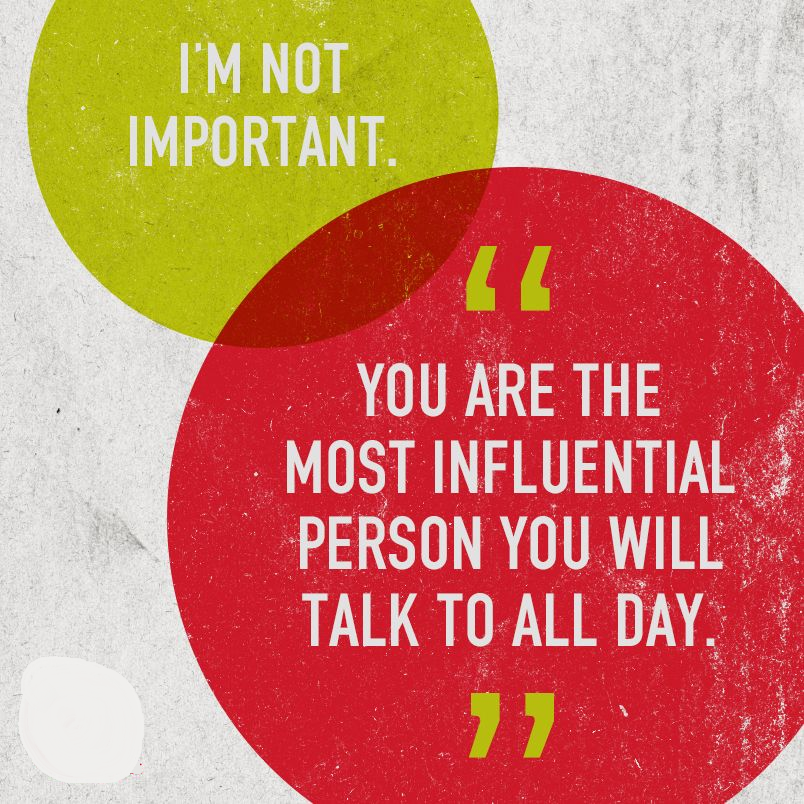 I'M NOT
IMPORTANT.
“
YOU ARE THE
MOST INFLUENTIAL
PERSON YOU WILL
TALK TO ALL DAY.
”